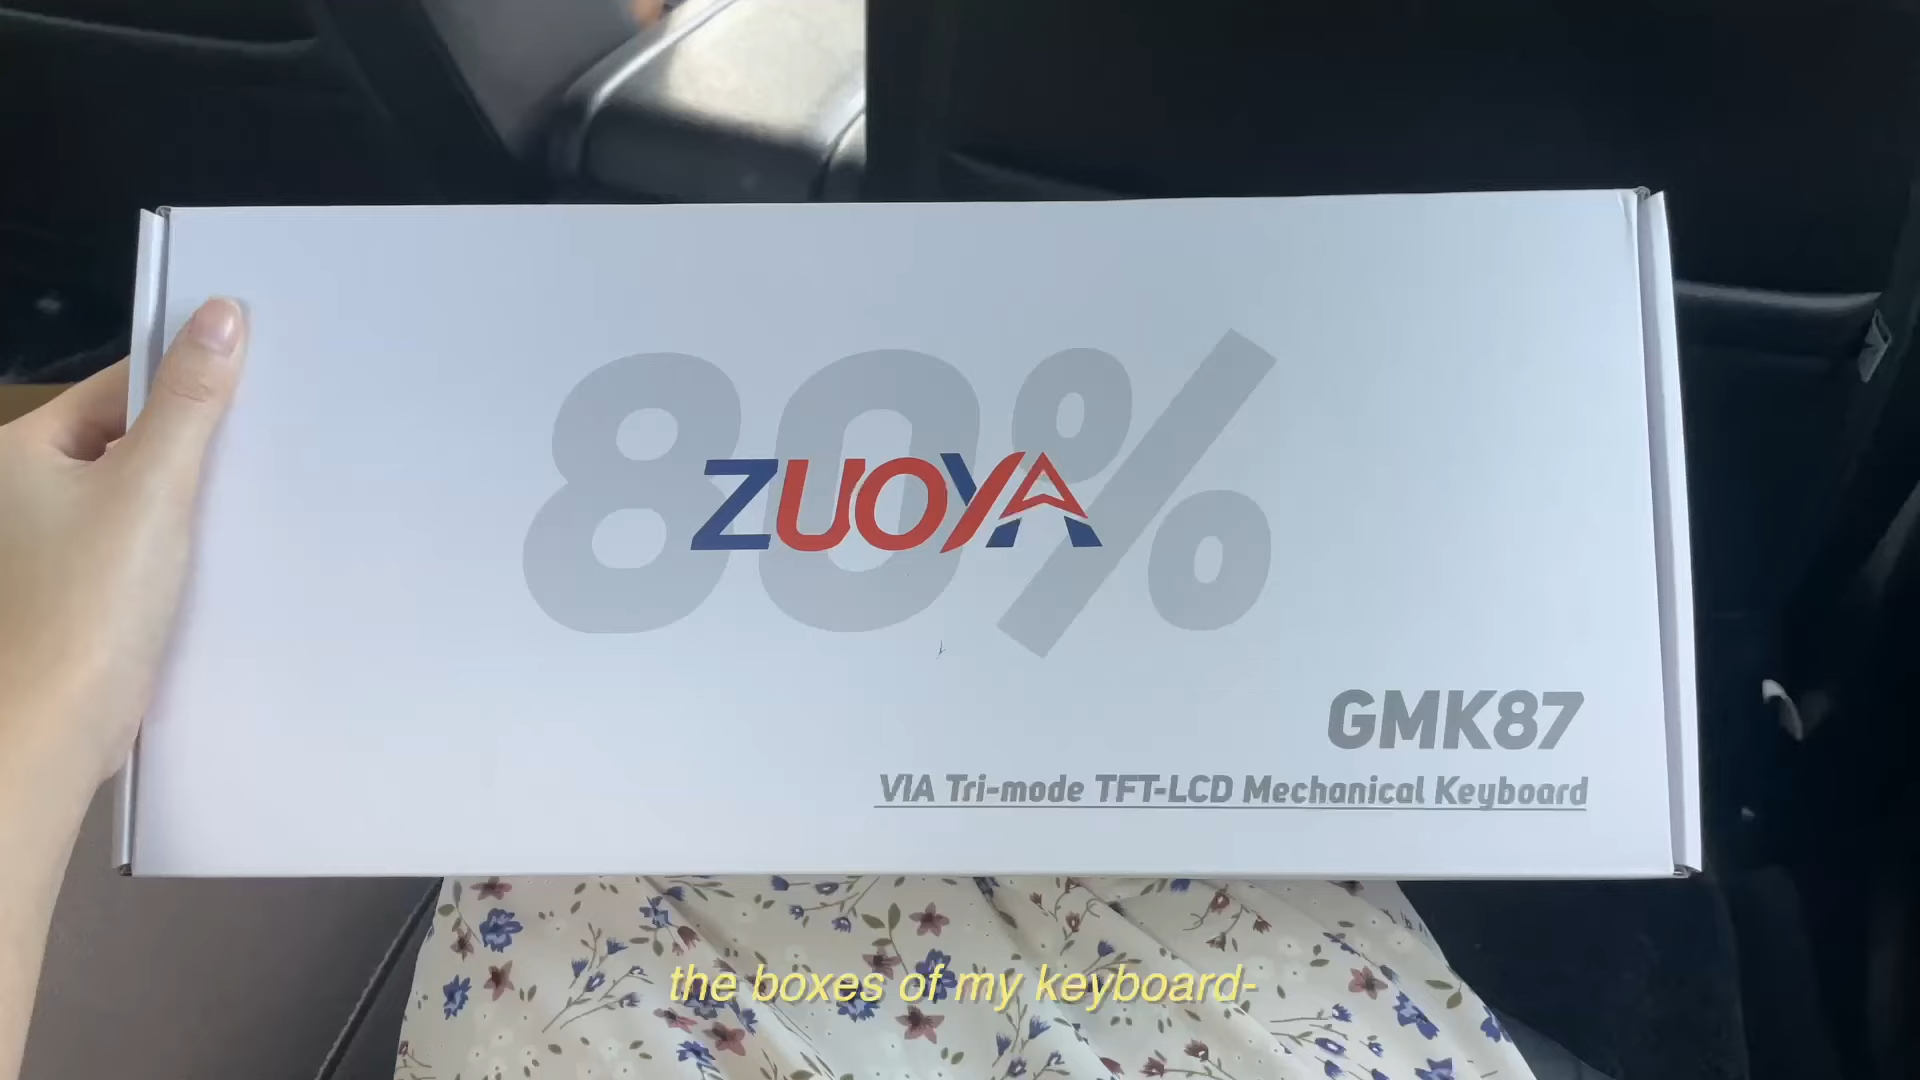 80%
ZUOYA
GMK87
VIA Tri-mode TFT-LCD Mechanical Keyboard
the boxes of my keyboard-